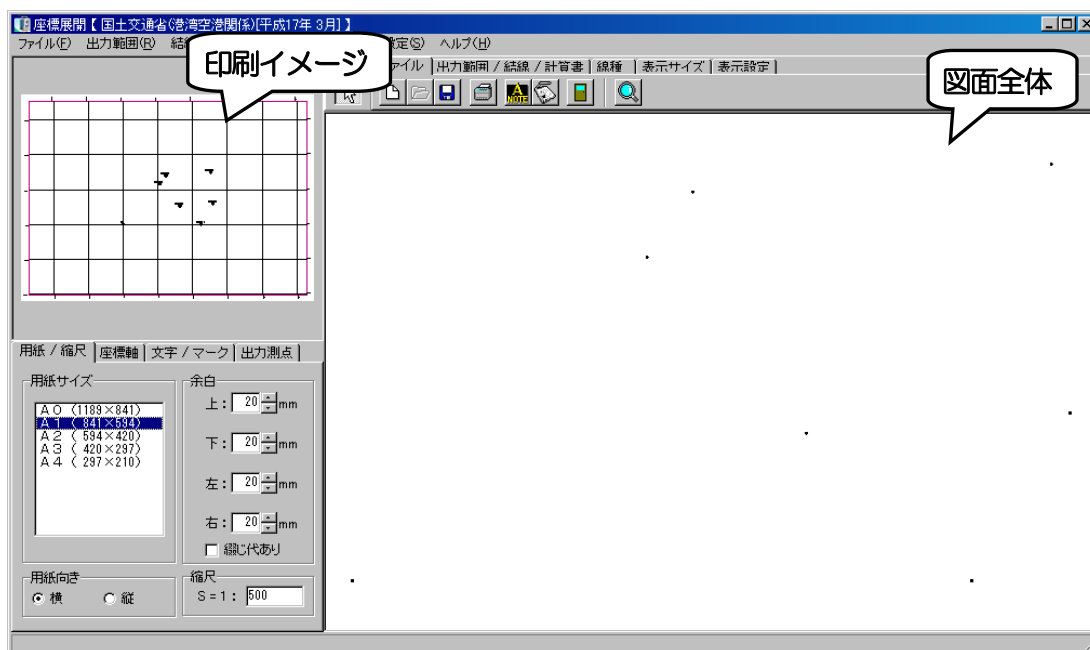 座標展開【 国土交通省(港湾空港関係)[平成17年 3月] 】
ファイル(F) 出力範囲(R) 結 定(S) ヘルプ(H)
印刷イメージ
図面全体
ァイル 出力範囲 / 結線 / 計算書 線種 表示サイズ 表示設定
A
NOTE
用紙 / 縮尺 座標軸 文字 / マーク 出力測点
用紙サイズ
A0 (1189×841)
A1 ( 841×594)
A2 ( 594×420)
A3 ( 420×297)
A4 ( 297×210)
余白
上: 20 mm
下: 20 mm
左: 20 mm
右: 20 mm
綴じ代あり
用紙向き
横 縦
縮尺
S=1: 500